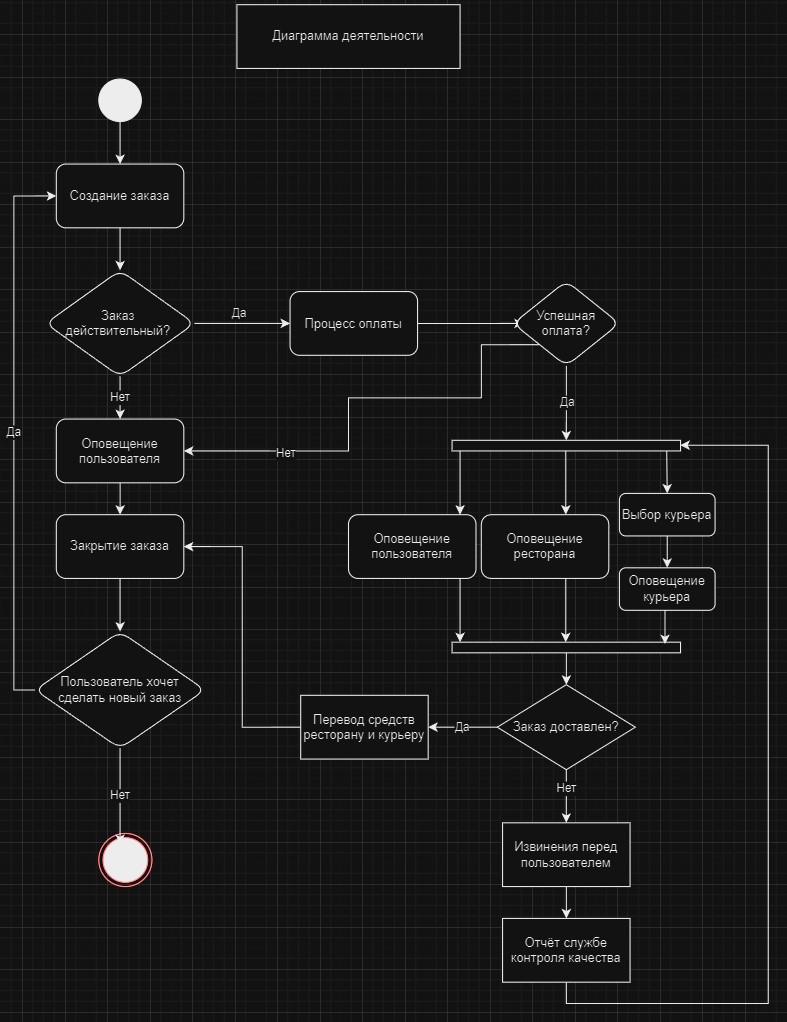 Диаграмма деятельности
Создание заказа
Заказ
действительный?
Да
Процесс оплаты
Успешная
оплата?
Нет
Да
Да
Оповещение
пользователя
Нет
Закрытие заказа
Оповещение
пользователя
Оповещение
ресторана
Выбор курьера
Оповещение
курьера
Пользователь хочет
сделать новый заказ
Перевод средств
ресторану и курьеру
Да
Заказ доставлен?
Нет
Нет
Извинения перед
пользователем
Отчёт службе
контроля качества